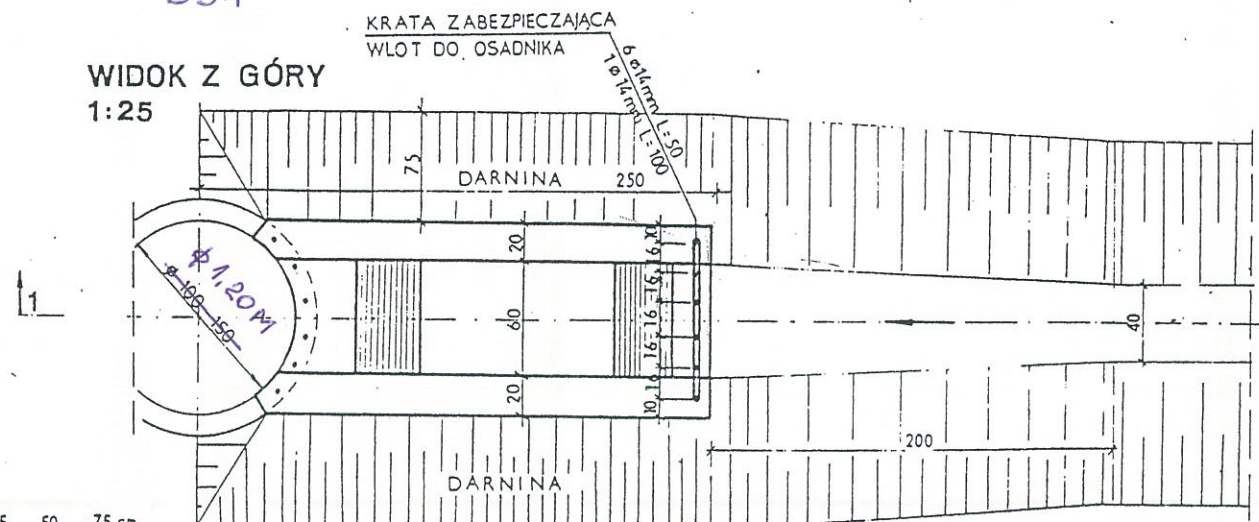 KRATA ZABEZPIECZAJĄCA
WLOT DO OSADNIKA
WIDOK Z GÓRY
1:25
6 ø14mm L=50
1 ø14mm L=100
75
DARNINA
250
20
10
16
16
16
16
16
10
60
20
ø 100-150
ø 1,20M
1
40
200
DARNINA
50
75 cm